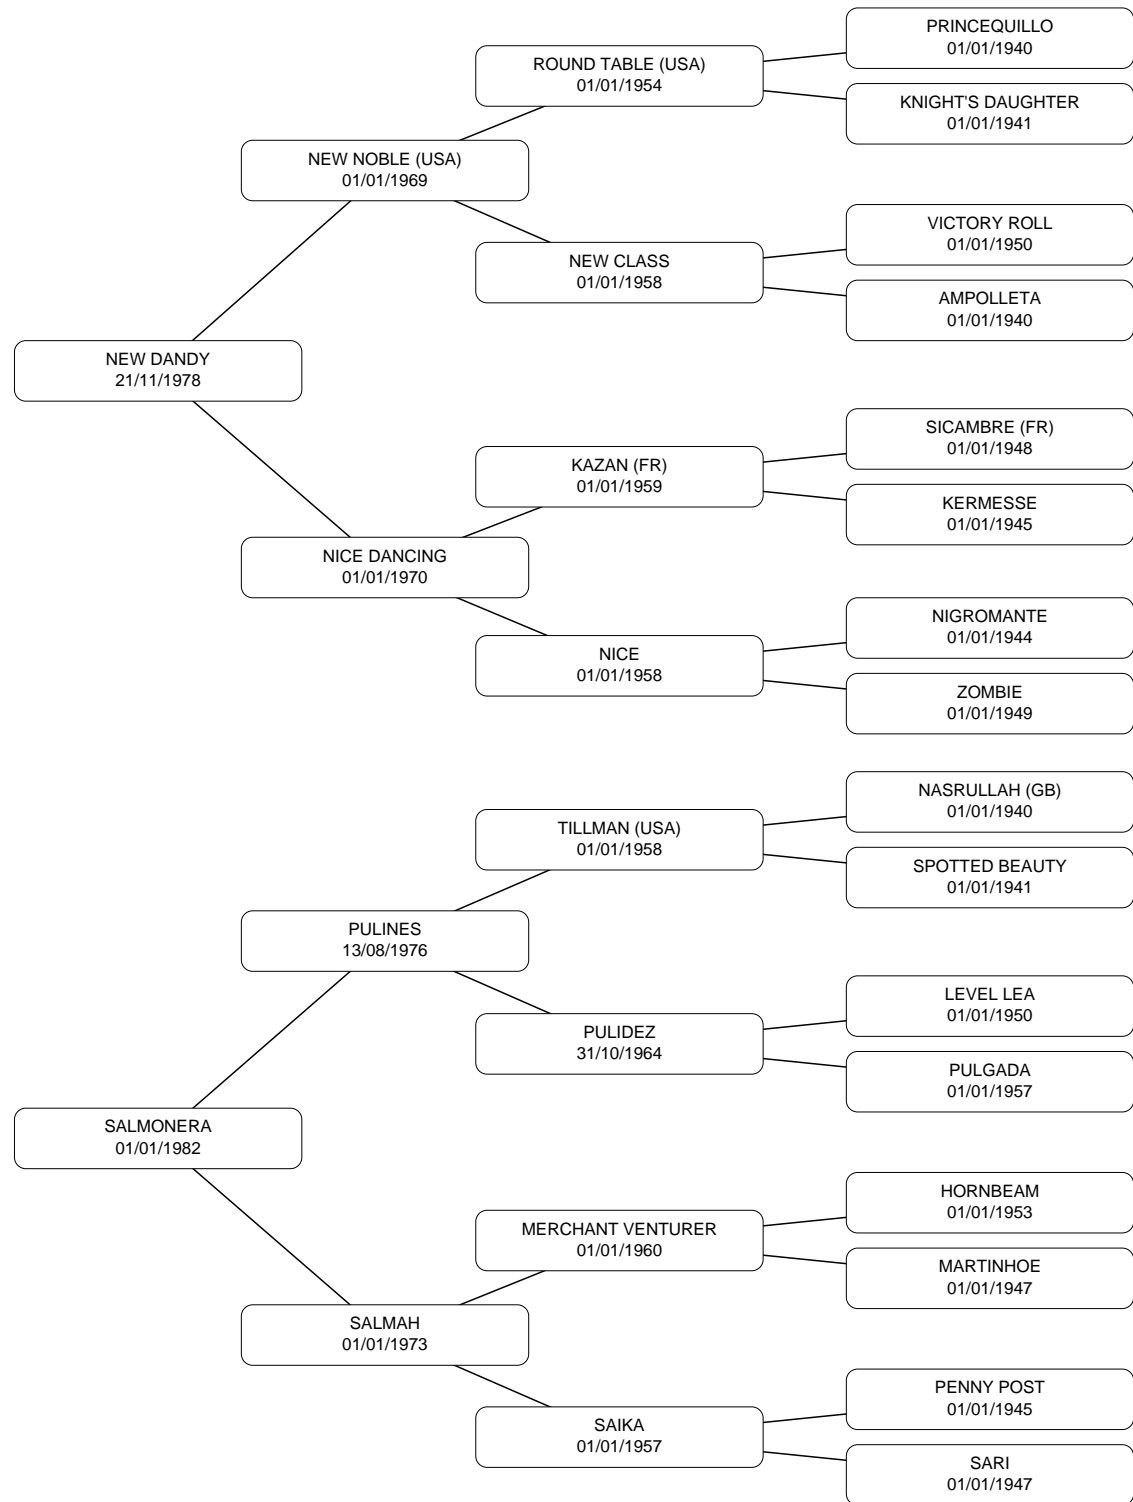 PRINCEQUILLO
01/01/1940
ROUND TABLE (USA)
01/01/1954
KNIGHT'S DAUGHTER
01/01/1941
NEW NOBLE (USA)
01/01/1969
VICTORY ROLL
01/01/1950
NEW CLASS
01/01/1958
AMPOLLETA
01/01/1940
NEW DANDY
21/11/1978
SICAMBRE (FR)
01/01/1948
KAZAN (FR)
01/01/1959
KERMESSE
01/01/1945
NICE DANCING
01/01/1970
NIGROMANTE
01/01/1944
NICE
01/01/1958
ZOMBIE
01/01/1949
NASRULLAH (GB)
01/01/1940
TILLMAN (USA)
01/01/1958
SPOTTED BEAUTY
01/01/1941
PULINES
13/08/1976
LEVEL LEA
01/01/1950
PULIDEZ
31/10/1964
PULGADA
01/01/1957
SALMONERA
01/01/1982
HORNBEAM
01/01/1953
MERCHANT VENTURER
01/01/1960
MARTINHOE
01/01/1947
SALMAH
01/01/1973
PENNY POST
01/01/1945
SAIKA
01/01/1957
SARI
01/01/1947